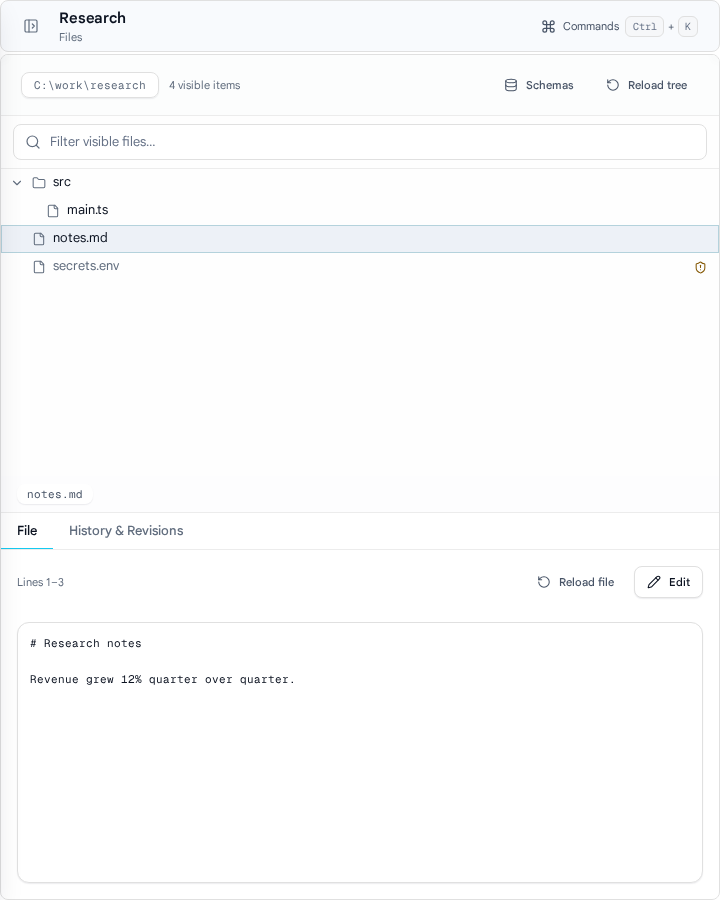 Research
Files
Commands Ctrl + K
C:\work\research
4 visible items
Schemas
Reload tree
Filter visible files...
src
main.ts
notes.md
secrets.env
notes.md
File
History & Revisions
Lines 1–3
Reload file
Edit
# Research notes
Revenue grew 12% quarter over quarter.